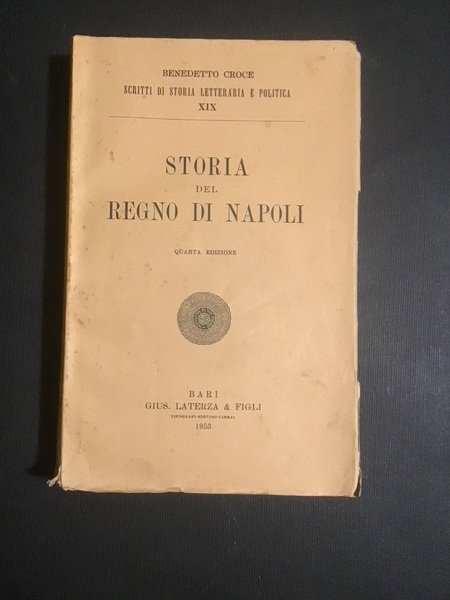 BENEDETTO CROCE
SCRITTI DI STORIA LETTERARIA E POLITICA
XIX
STORIA
DEL
REGNO DI NAPOLI
QUARTA EDIZIONE
BARI
GIUS. LATERZA & FIGLI
TIPOGRAFI-EDITORI-LIBRAI
1953